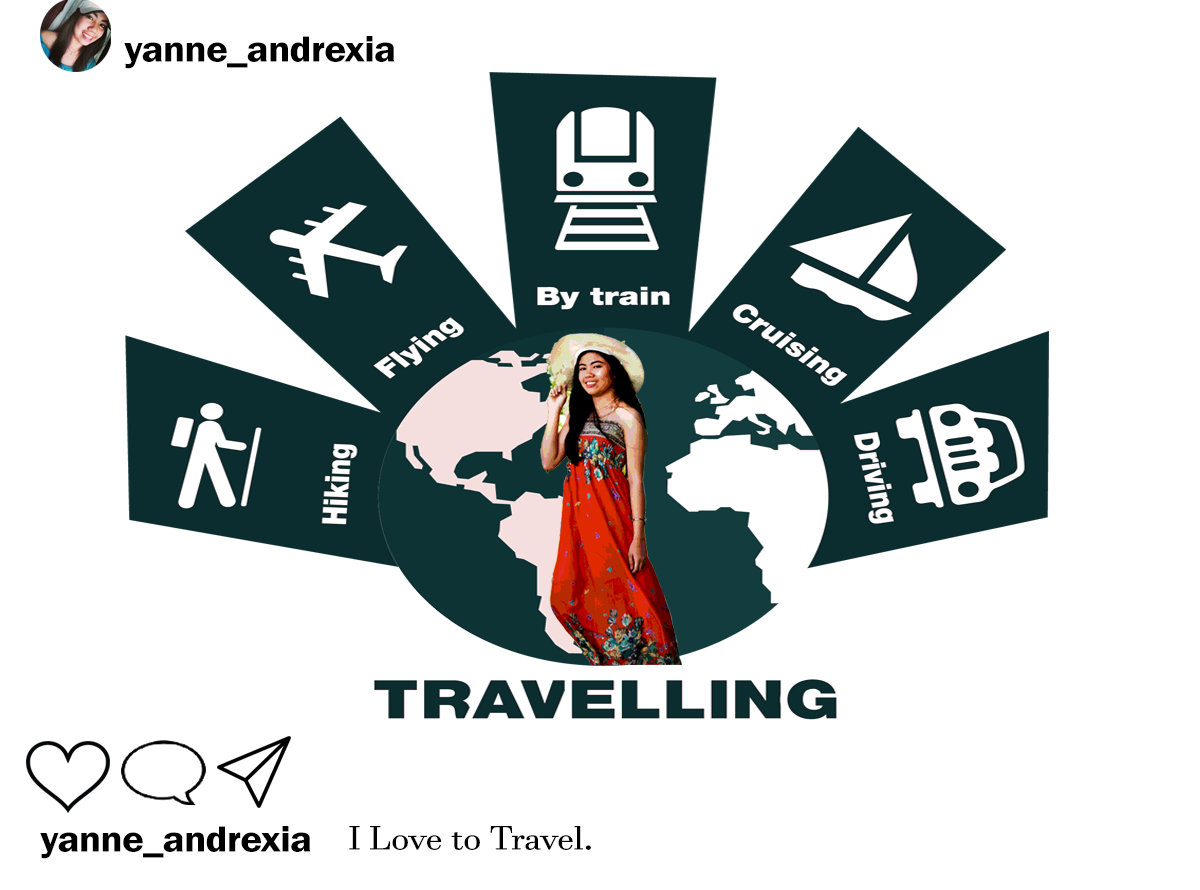 yanne_andrexia
By train
Flying
Cruising
Hiking
Driving
TRAVELLING
yanne_andrexia I Love to Travel.